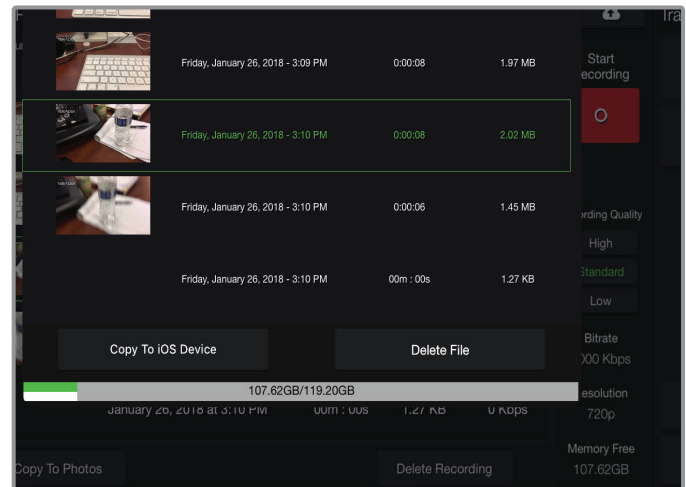 Friday, January 26, 2018 - 3:09 PM 0:00:08 1.97 MB
Friday, January 26, 2018 - 3:10 PM 0:00:08 2.02 MB
Friday, January 26, 2018 - 3:10 PM 0:00:06 1.45 MB
Friday, January 26, 2018 - 3:10 PM 00m : 00s 1.27 KB
Copy To iOS Device Delete File
107.62GB/119.20GB
January 26, 2018 at 3:10 PM 00m : 00s 1.27 KB 0 Kbps
Copy To Photos Delete Recording
Start
ecording
rding Quality
High
Standard
Low
Bitrate
000 Kbps
esolution
720p
Memory Free
107.62GB
Tra